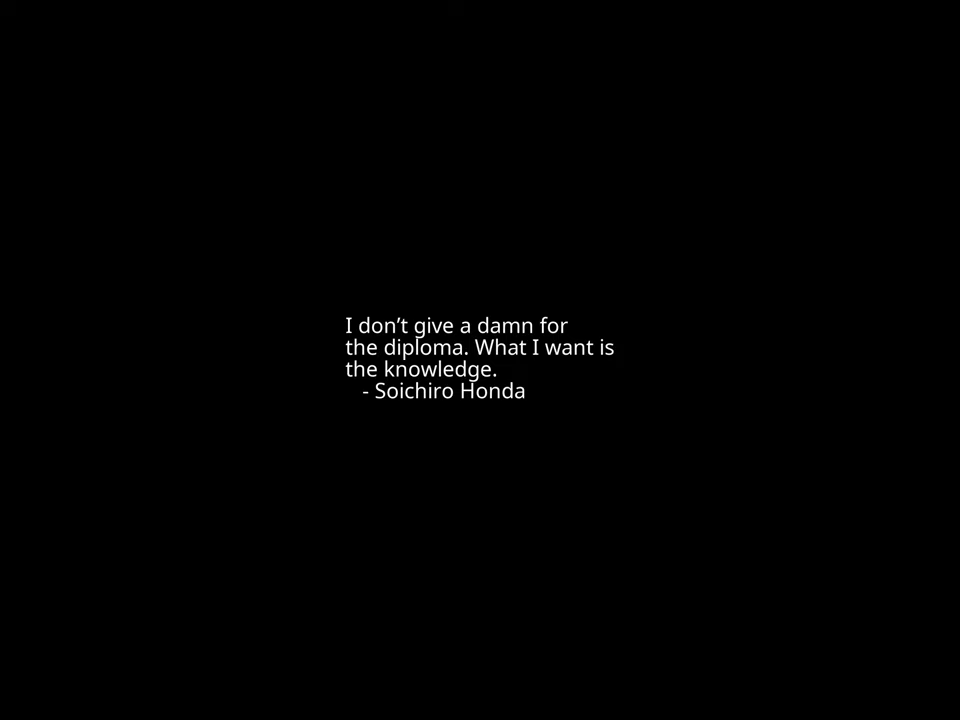 I don’t give a damn for
the diploma. What I want is
the knowledge.
- Soichiro Honda